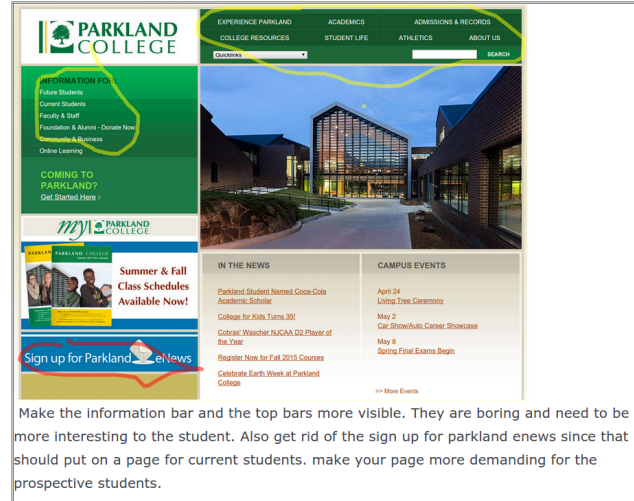 PARKLAND
COLLEGE
EXPERIENCE PARKLAND ACADEMICS ADMISSIONS & RECORDS
COLLEGE RESOURCES STUDENT LIFE ATHLETICS ABOUT US
Quicklinks SEARCH
INFORMATION FOR:
Future Students
Current Students
Faculty & Staff
Foundation & Alumni - Donate Now
Community & Business
Online Learning
COMING TO
PARKLAND?
Get Started Here
my PARKLAND
COLLEGE
PARKLAND COLLEGE
Summer & Fall
Class Schedules
Available Now!
Sign up for Parkland eNews
IN THE NEWS
Parkland Student Named Coca-Cola
Academic Scholar
College for Kids Turns 35!
Cobras' Wascher NJCAA D2 Player of
the Year
Register Now for Fall 2015 Courses
Celebrate Earth Week at Parkland
College
CAMPUS EVENTS
April 24
Living Tree Ceremony
May 2
Car Show/Auto Career Showcase
May 8
Spring Final Exams Begin
>> More Events
Make the information bar and the top bars more visible. They are boring and need to be
more interesting to the student. Also get rid of the sign up for parkland enews since that
should put on a page for current students. make your page more demanding for the
prospective students.